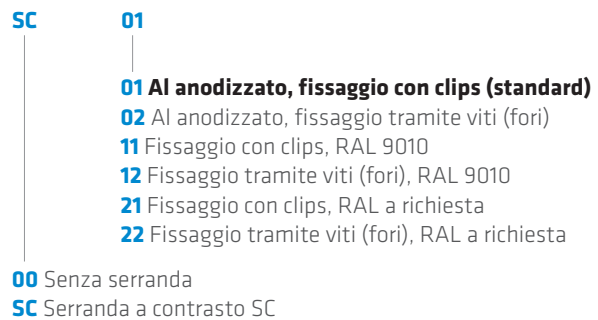 SC 01
01 Al anodizzato, fissaggio con clips (standard)
02 Al anodizzato, fissaggio tramite viti (fori)
11 Fissaggio con clips, RAL 9010
12 Fissaggio tramite viti (fori), RAL 9010
21 Fissaggio con clips, RAL a richiesta
22 Fissaggio tramite viti (fori), RAL a richiesta
00 Senza serranda
SC Serranda a contrasto SC